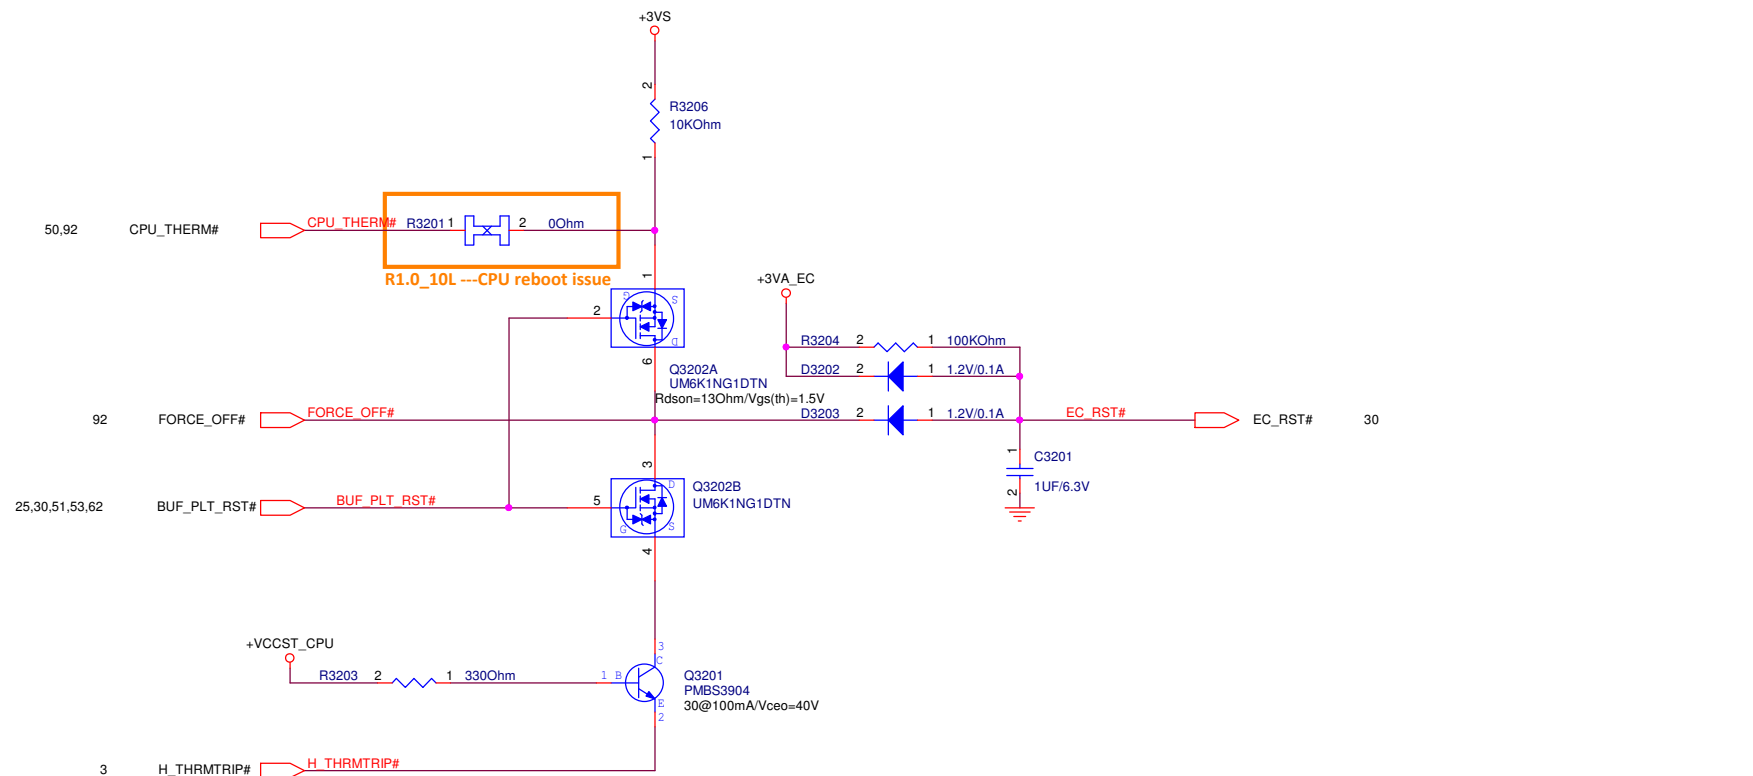 +3VS
2
R3206
10KOhm
1
50,92 CPU_THERM# CPU_THERM# R3201 1 2 0Ohm
R1.0_10L ---CPU reboot issue
1
G S
2
D
6
Q3202A
UM6K1NG1DTN
Rdson=13Ohm/Vgs(th)=1.5V
+3VA_EC
R3204 2 1 100KOhm
D3202 2 1 1.2V/0.1A
92 FORCE_OFF# FORCE_OFF# D3203 2 1 1.2V/0.1A EC_RST# EC_RST# 30
1
C3201
1UF/6.3V
2
3
D
Q3202B
UM6K1NG1DTN
25,30,51,53,62 BUF_PLT_RST# BUF_PLT_RST# 5
G S
4
+VCCST_CPU
R3203 2 1 330Ohm 1 B
3
C
Q3201
PMBS3904
30@100mA/Vceo=40V
E
2
3 H_THRMTRIP# H_THRMTRIP#